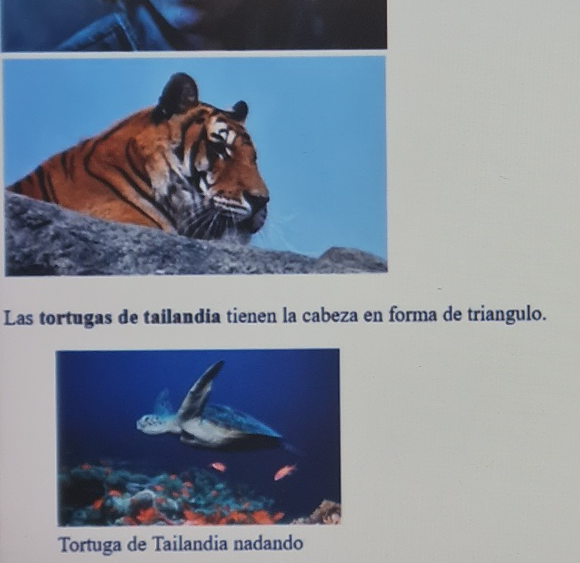 Las tortugas de tailandia tienen la cabeza en forma de triangulo.
Tortuga de Tailandia nadando